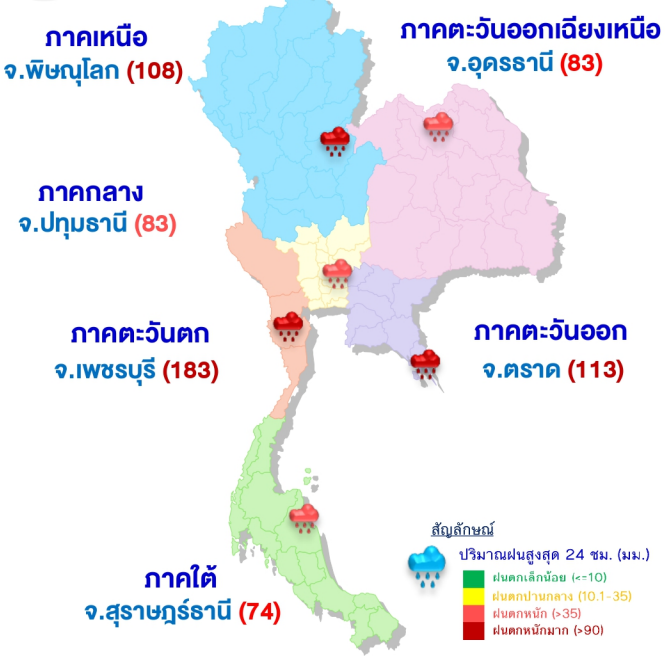 ภาคเหนือ
จ.พิษณุโลก (108)
ภาคตะวันออกเฉียงเหนือ
จ.อุดรธานี (83)
ภาคกลาง
จ.ปทุมธานี (83)
ภาคตะวันตก
จ.เพชรบุรี (183)
ภาคตะวันออก
จ.ตราด (113)
ภาคใต้
จ.สุราษฎร์ธานี (74)
สัญลักษณ์
ปริมาณฝนสูงสุด 24 ชม. (มม.)
ฝนตกเล็กน้อย (<=10)
ฝนตกปานกลาง (10.1-35)
ฝนตกหนัก (>35)
ฝนตกหนักมาก (>90)